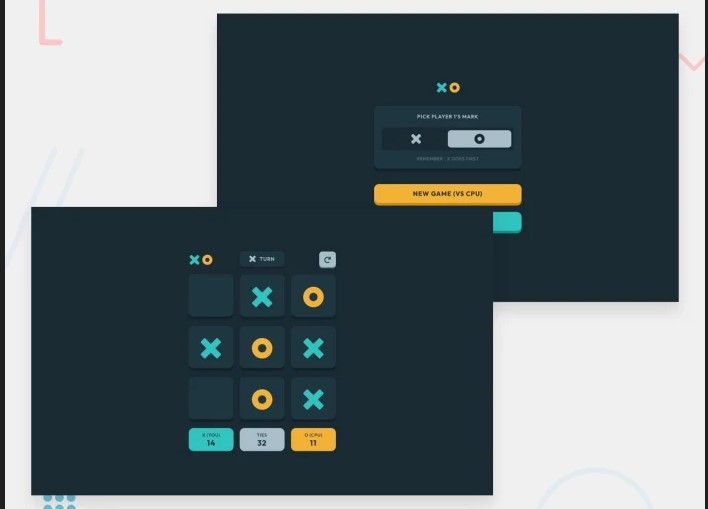 PICK PLAYER 1'S MARK
REMEMBER : X GOES FIRST
NEW GAME (VS CPU)
TURN
X (YOU)
14
TIES
32
O (CPU)
11